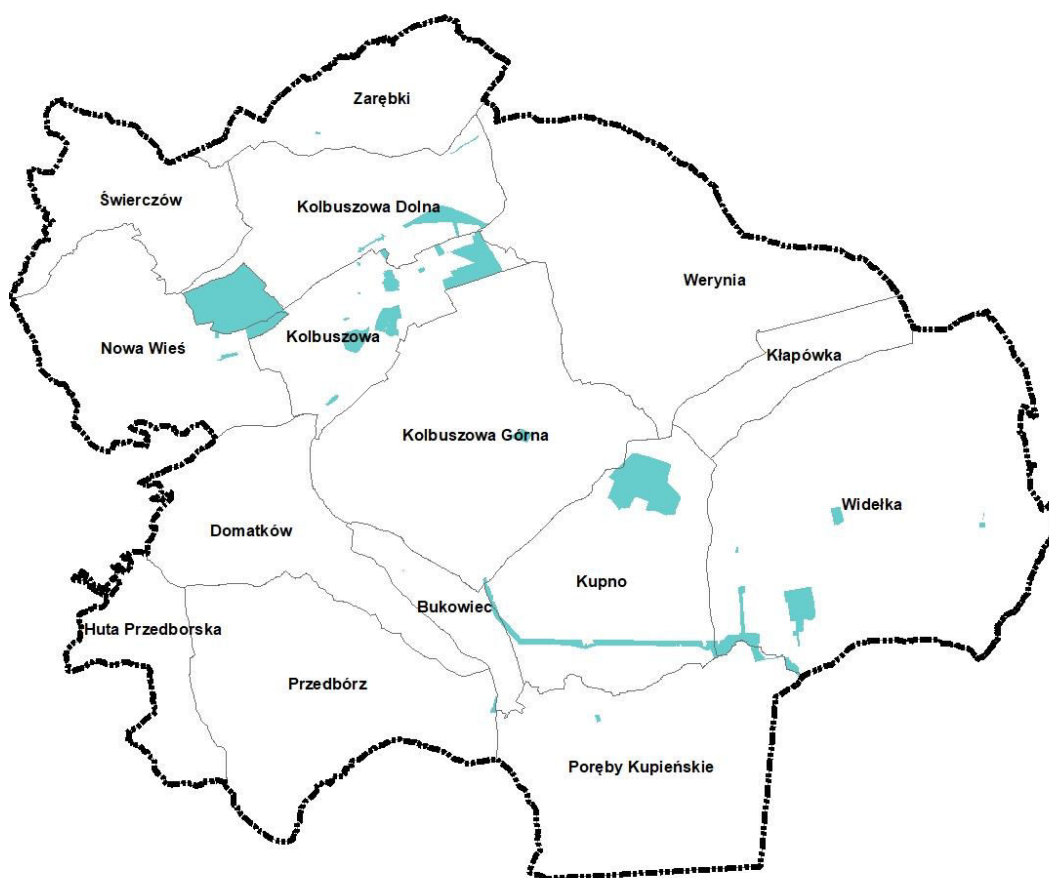 Zarębki
Świerczów
Kolbuszowa Dolna
Werynia
Nowa Wieś
Kolbuszowa
Kłapówka
Kolbuszowa Górna
Widełka
Domatków
Kupno
Bukowiec
Huta Przedborska
Przedbórz
Poręby Kupieńskie